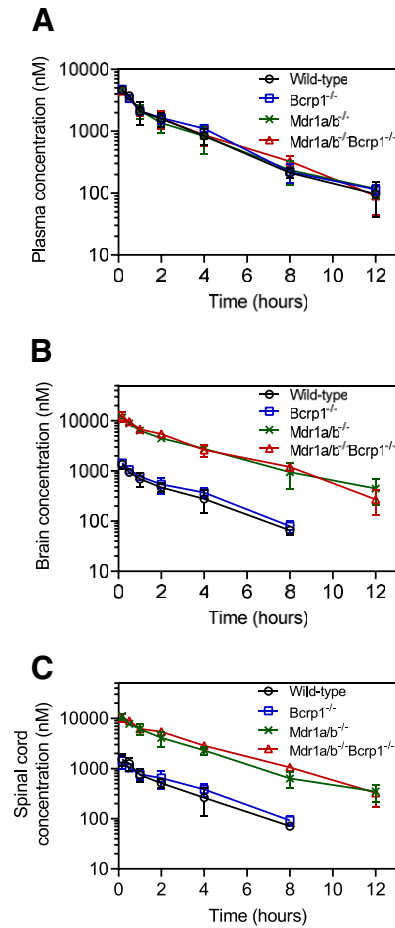 A
Plasma concentration (nM)
10000
1000
100
10
Wild-type
Bcrp1-/-
Mdr1a/b-/-
Mdr1a/b-/-Bcrp1-/-
0 2 4 6 8 10 12
Time (hours)
B
Brain concentration (nM)
10000
1000
100
10
Wild-type
Bcrp1-/-
Mdr1a/b-/-
Mdr1a/b-/-Bcrp1-/-
0 2 4 6 8 10 12
Time (hours)
C
Spinal cord
concentration (nM)
10000
1000
100
10
Wild-type
Bcrp1-/-
Mdr1a/b-/-
Mdr1a/b-/-Bcrp1-/-
0 2 4 6 8 10 12
Time (hours)